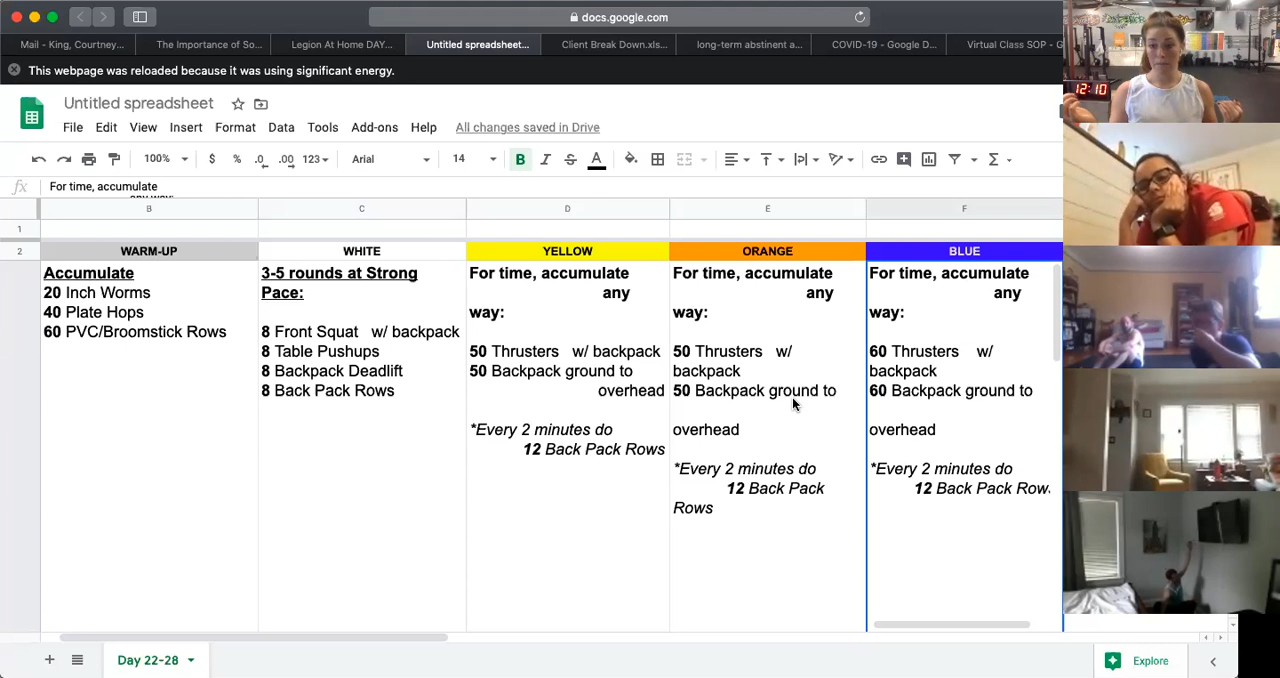 docs.google.com
Mail - King, Courtney...
The Importance of So...
Legion At Home DAY...
Untitled spreadsheet...
Client Break Down.xls...
long-term abstinent a...
COVID-19 - Google D...
Virtual Class SOP - G
This webpage was reloaded because it was using significant energy.
Untitled spreadsheet
File Edit View Insert Format Data Tools Add-ons Help All changes saved in Drive
100% $ % .0 .00 123 Arial 14 B I S A
fx For time, accumulate
any way:
B C D E F
1
2 WARM-UP WHITE YELLOW ORANGE BLUE
Accumulate
20 Inch Worms
40 Plate Hops
60 PVC/Broomstick Rows
3-5 rounds at Strong
Pace:
8 Front Squat w/ backpack
8 Table Pushups
8 Backpack Deadlift
8 Back Pack Rows
For time, accumulate
any
way:
50 Thrusters w/ backpack
50 Backpack ground to
overhead
*Every 2 minutes do
12 Back Pack Rows
For time, accumulate
any
way:
50 Thrusters w/
backpack
50 Backpack ground to
overhead
*Every 2 minutes do
12 Back Pack
Rows
For time, accumulate
any
way:
60 Thrusters w/
backpack
60 Backpack ground to
overhead
*Every 2 minutes do
12 Back Pack Rows
Day 22-28
Explore
12:10